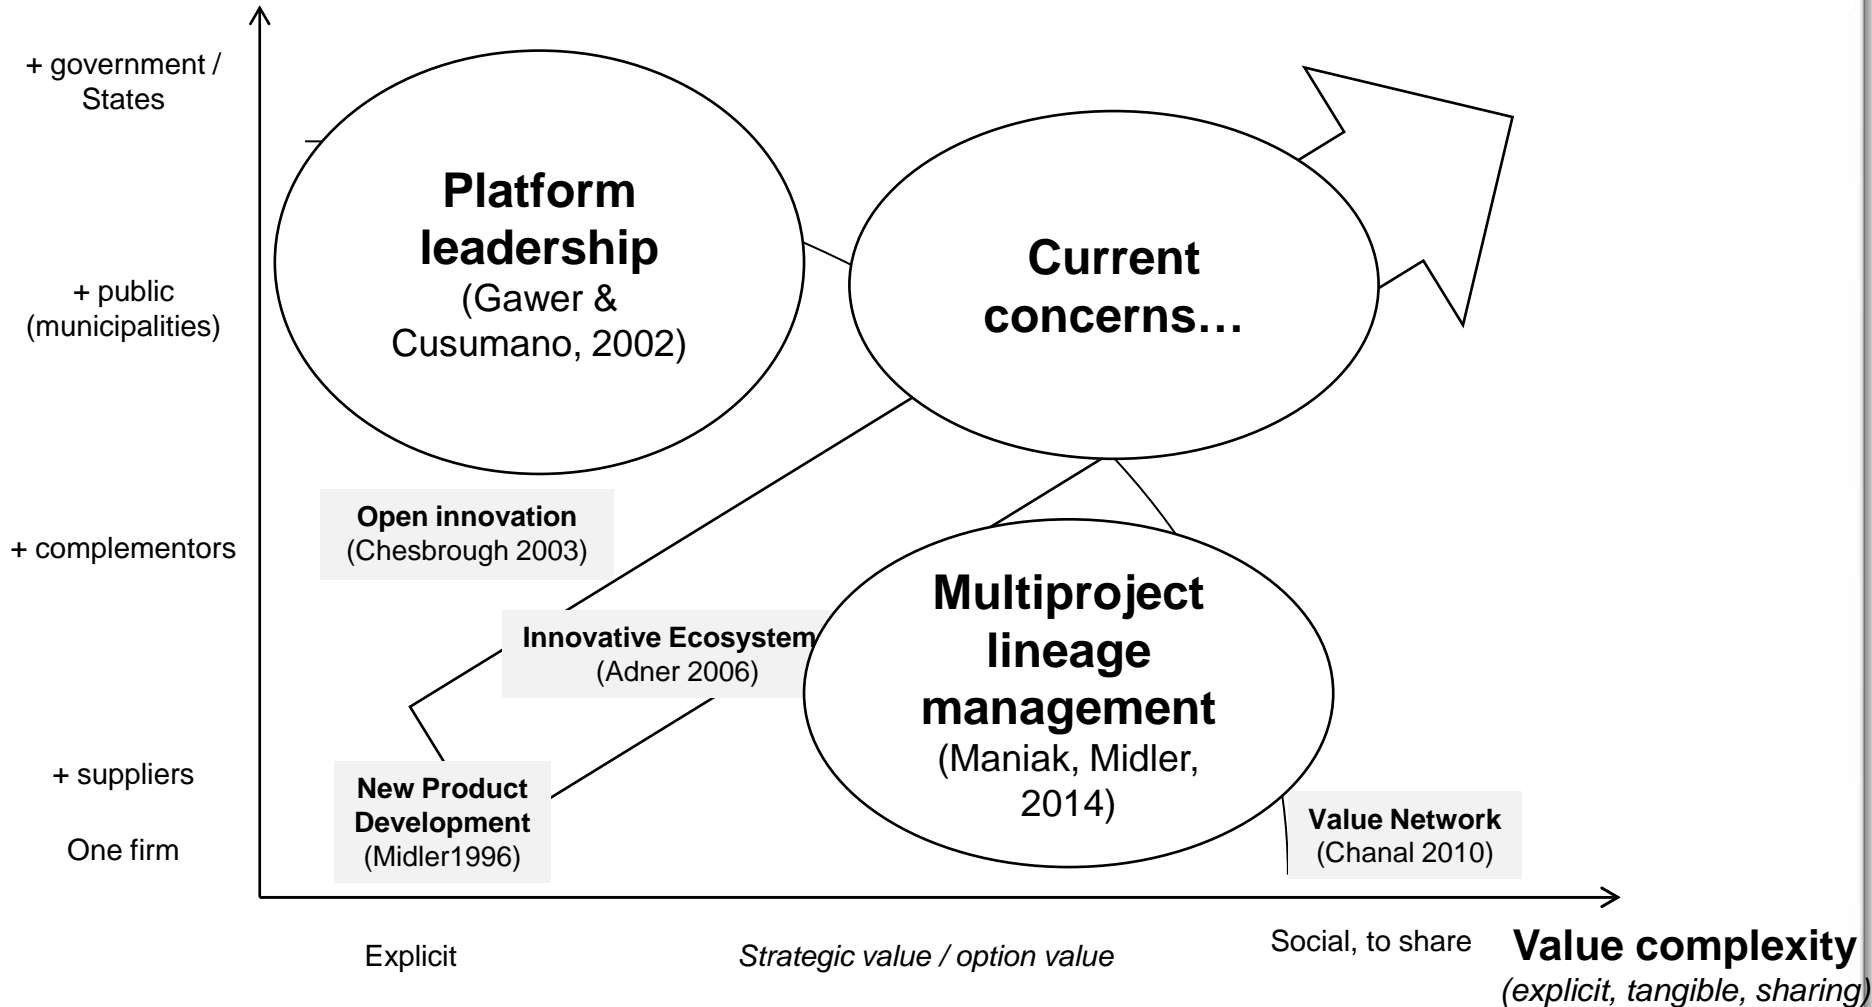 + government /
States
Platform
leadership
(Gawer &
Cusumano, 2002)
Current
concerns…
+ public
(municipalities)
Open innovation
(Chesbrough 2003)
+ complementors
Innovative Ecosystem
(Adner 2006)
Multiproject
lineage
management
(Maniak, Midler,
2014)
+ suppliers
One firm
New Product
Development
(Midler1996)
Value Network
(Chanal 2010)
Explicit
Strategic value / option value
Social, to share
Value complexity
(explicit, tangible, sharing)